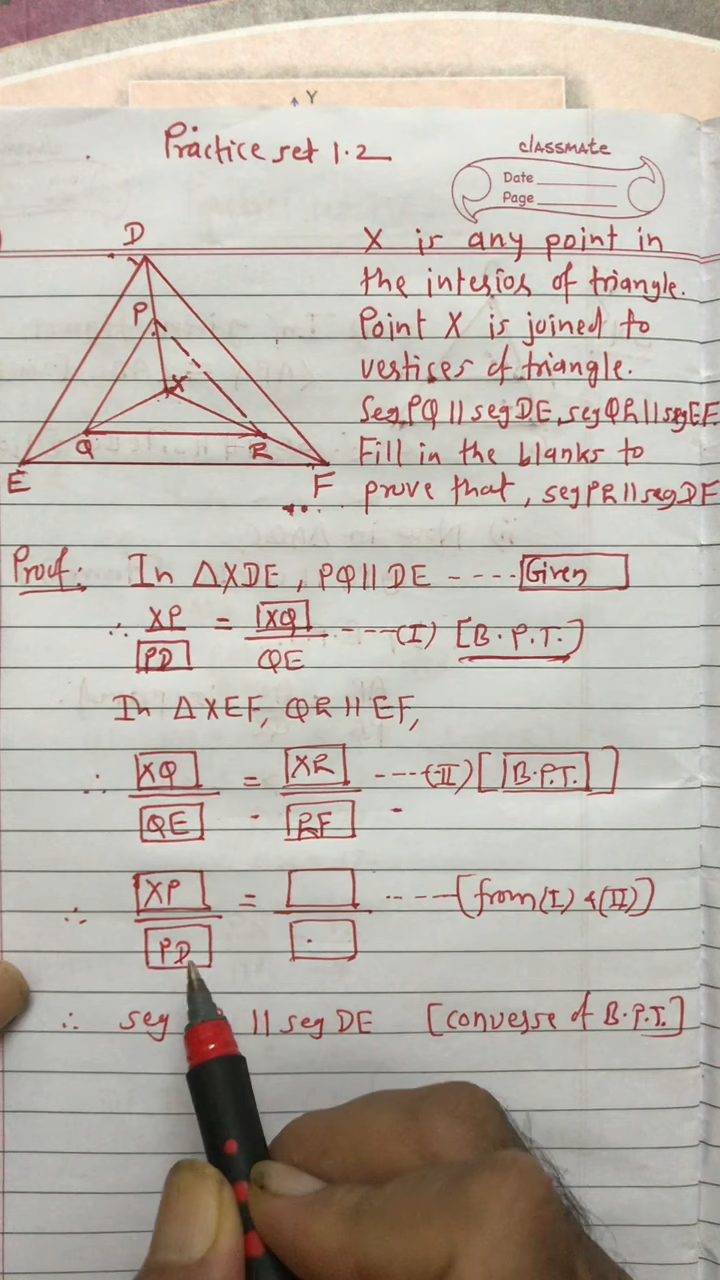 Y
Practice set 1.2
classmate
Date
Page
D
P
X
Q
R
E
F
X is any point in
the interior of triangle.
Point X is joined to
vertices of triangle.
Seg PQ || seg DE, seg QR || seg EF.
Fill in the blanks to
prove that, seg PR || seg DF
Proof: In △XDE, PQ || DE ---- Given
∴ XP / PD = XQ / QE ---- (I) [B.P.T.]
In △XEF, QR || EF,
∴ XQ / QE = XR / RF ---- (II) [B.P.T.]
∴ XP / PD = ---- [from (I) & (II)]
∴ seg || seg DE [converse of B.P.T.]